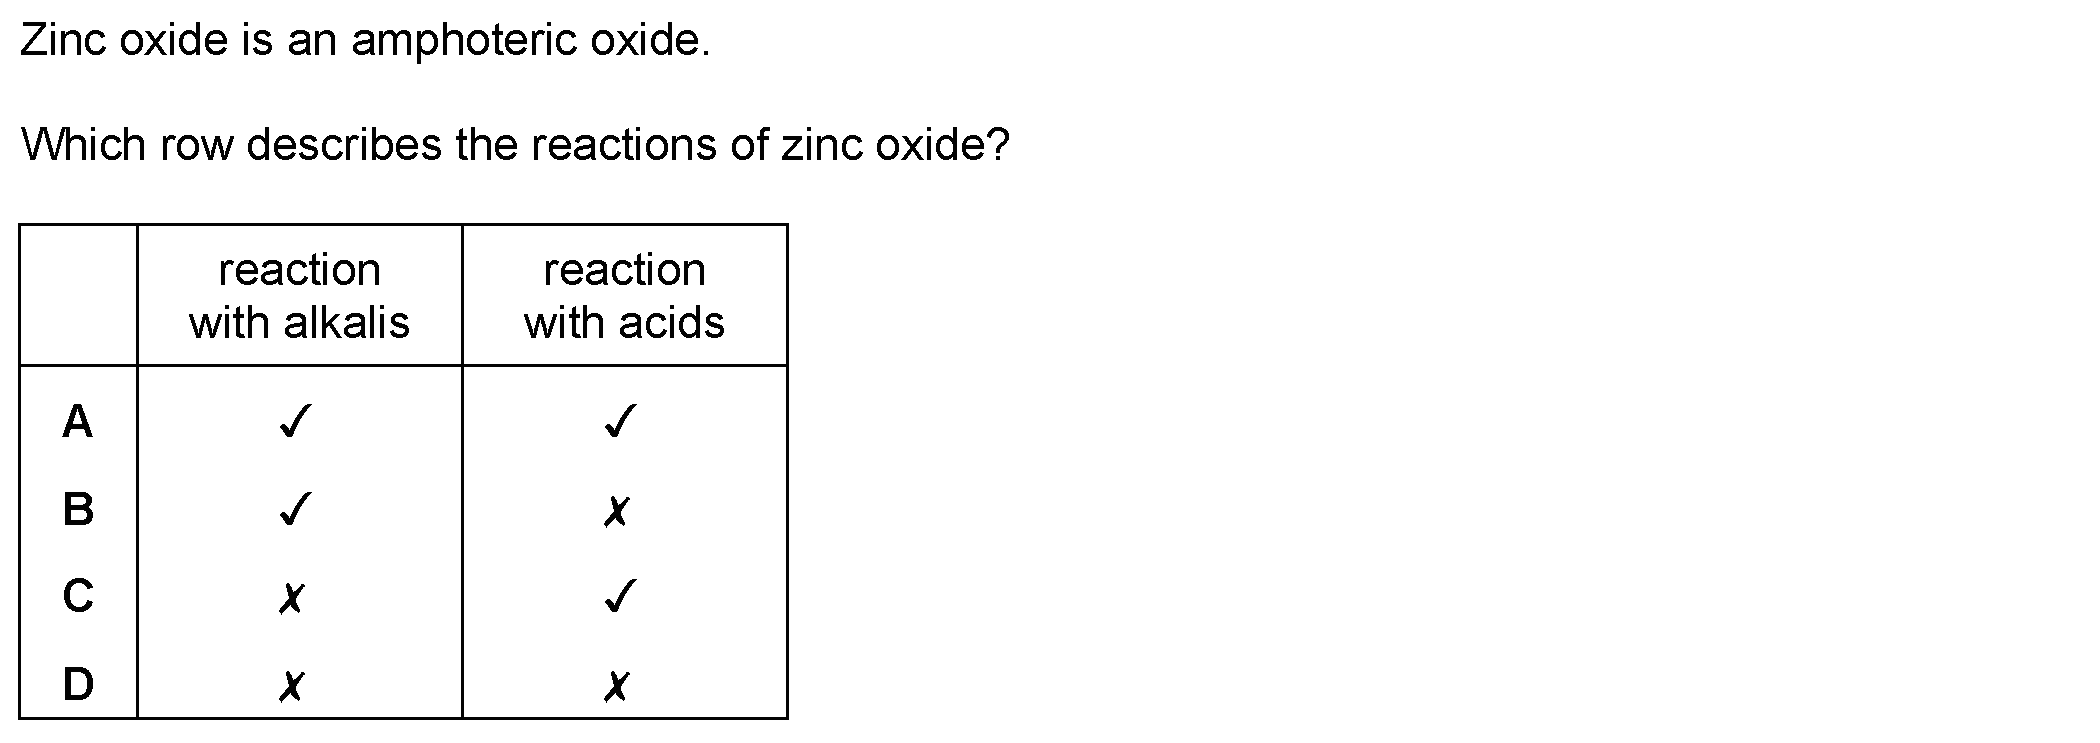 Zinc oxide is an amphoteric oxide.
Which row describes the reactions of zinc oxide?
reaction with alkalis reaction with acids
A ✓ ✓
B ✓ ✗
C ✗ ✓
D ✗ ✗